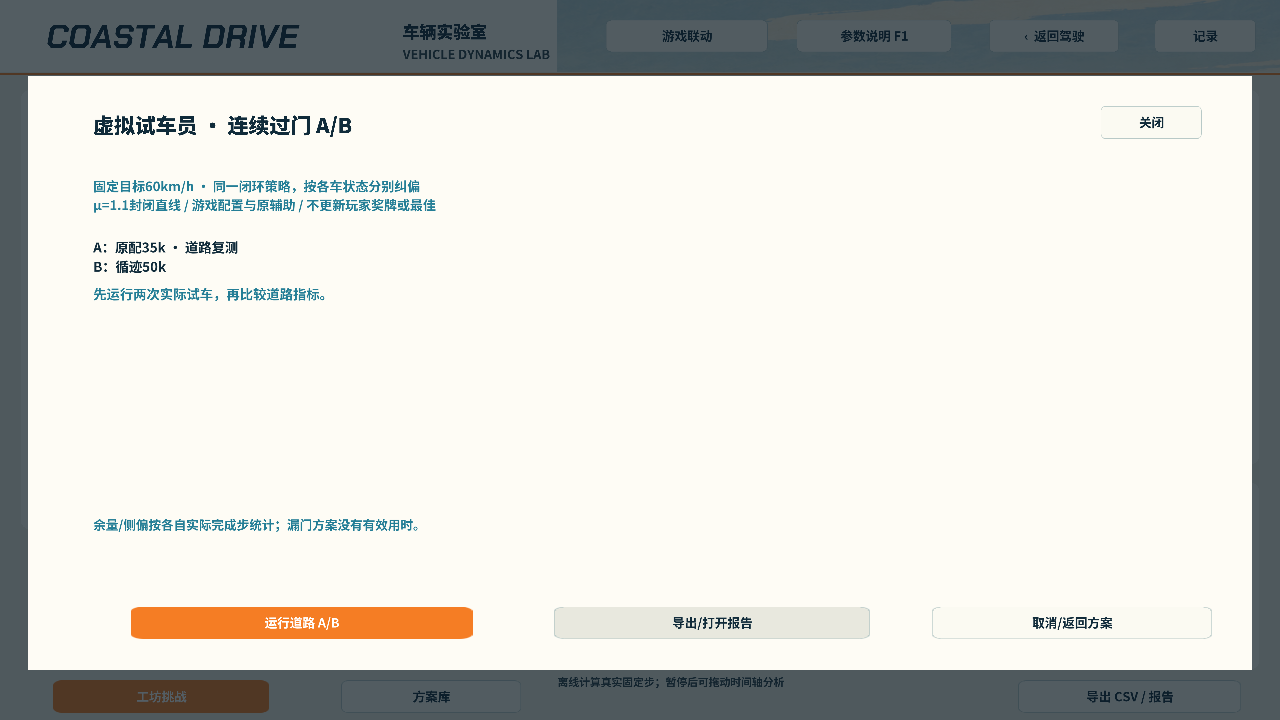 COASTAL DRIVE
车辆实验室
VEHICLE DYNAMICS LAB
游戏联动
参数说明 F1
‹ 返回驾驶
记录
虚拟试车员 · 连续过门 A/B
关闭
固定目标60km/h · 同一闭环策略，按各车状态分别纠偏
μ=1.1封闭直线 / 游戏配置与原辅助 / 不更新玩家奖牌或最佳
A：原配35k · 道路复测
B：循迹50k
先运行两次实际试车，再比较道路指标。
余量/侧偏按各自实际完成步统计；漏门方案没有有效用时。
运行道路 A/B
导出/打开报告
取消/返回方案
工坊挑战
方案库
离线计算真实固定步；暂停后可拖动时间轴分析
导出 CSV / 报告